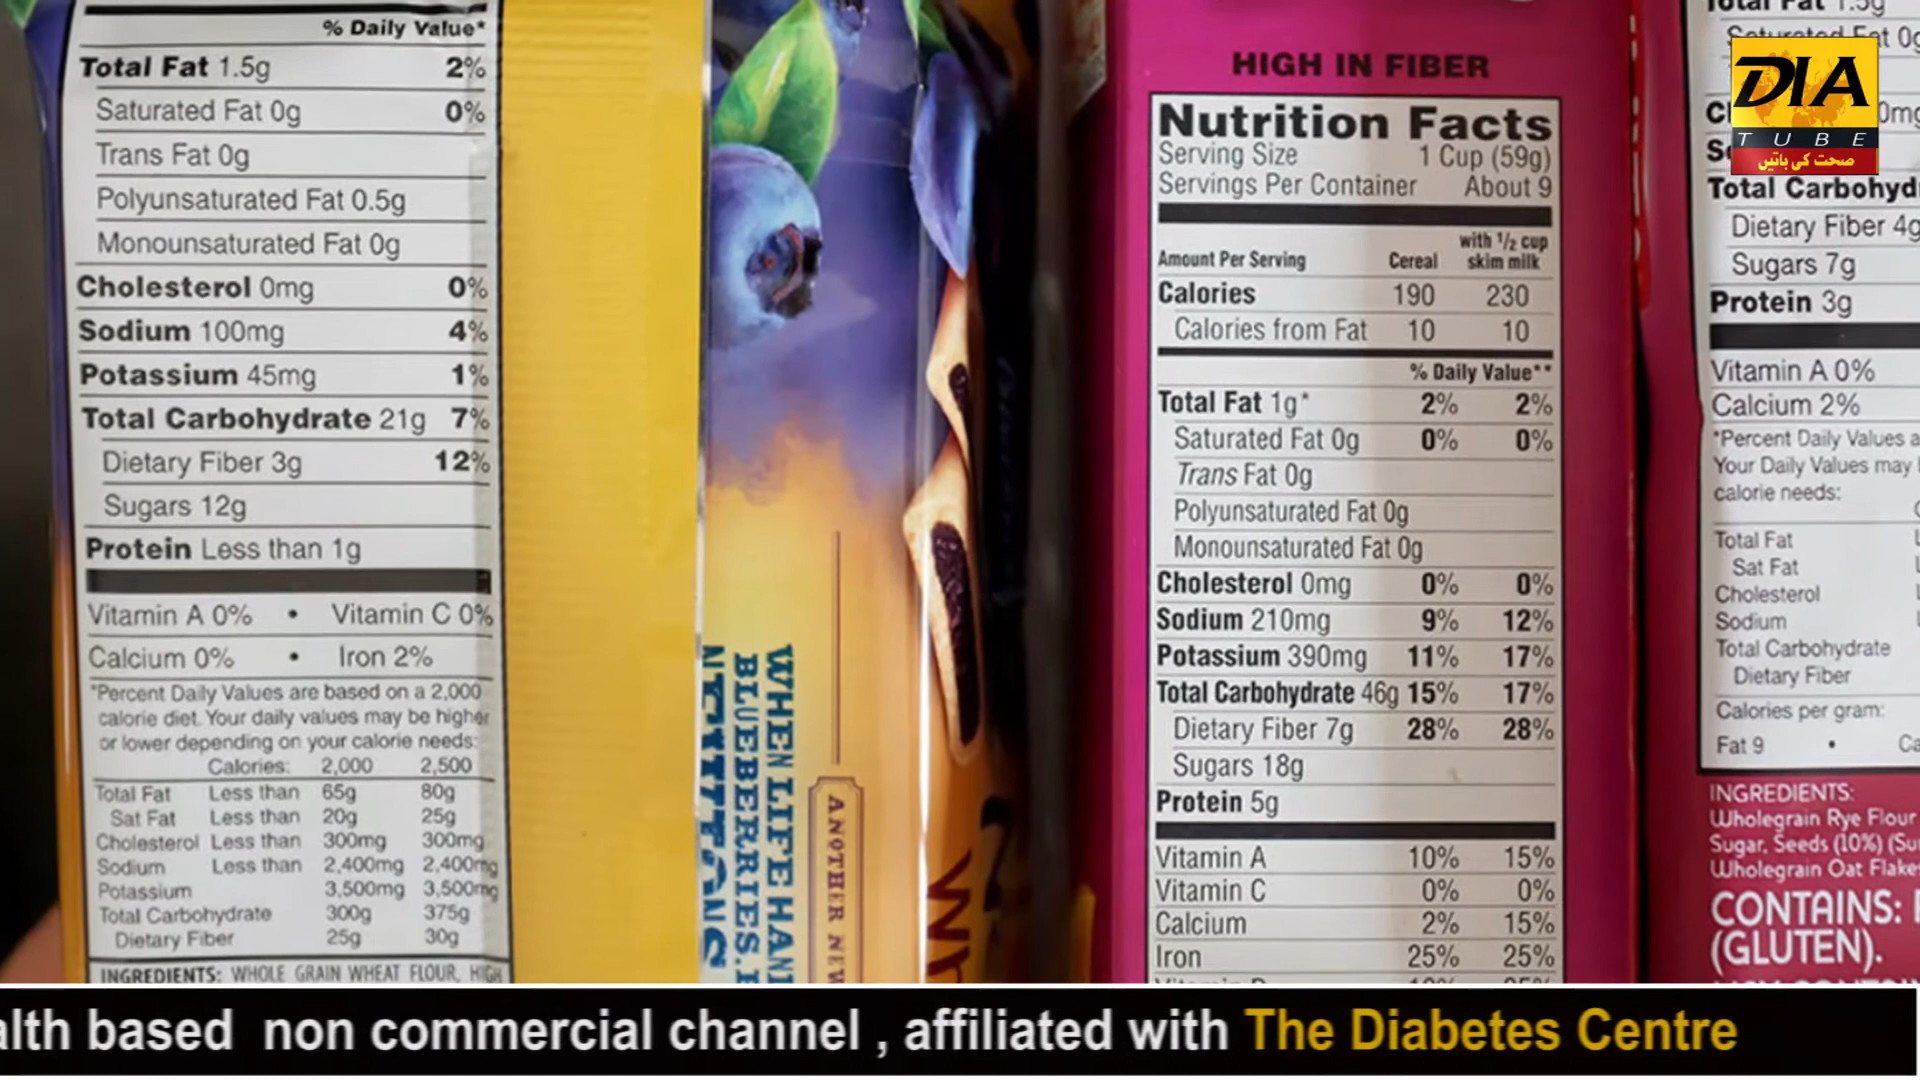 % Daily Value*
Total Fat 1.5g 2%
Saturated Fat 0g 0%
Trans Fat 0g
Polyunsaturated Fat 0.5g
Monounsaturated Fat 0g
Cholesterol 0mg 0%
Sodium 100mg 4%
Potassium 45mg 1%
Total Carbohydrate 21g 7%
Dietary Fiber 3g 12%
Sugars 12g
Protein Less than 1g
Vitamin A 0% • Vitamin C 0%
Calcium 0% • Iron 2%
*Percent Daily Values are based on a 2,000
calorie diet. Your daily values may be higher
or lower depending on your calorie needs:
Calories: 2,000 2,500
Total Fat Less than 65g 80g
Sat Fat Less than 20g 25g
Cholesterol Less than 300mg 300mg
Sodium Less than 2,400mg 2,400mg
Potassium 3,500mg 3,500mg
Total Carbohydrate 300g 375g
Dietary Fiber 25g 30g
INGREDIENTS: WHOLE GRAIN WHEAT FLOUR,
WHEN LIFE
BLUEBERRIES.
ANOTHER NEW
HIGH IN FIBER
Nutrition Facts
Serving Size 1 Cup (59g)
Servings Per Container About 9
Amount Per Serving Cereal with 1/2 cup skim milk
Calories 190 230
Calories from Fat 10 10
% Daily Value**
Total Fat 1g* 2% 2%
Saturated Fat 0g 0% 0%
Trans Fat 0g
Polyunsaturated Fat 0g
Monounsaturated Fat 0g
Cholesterol 0mg 0% 0%
Sodium 210mg 9% 12%
Potassium 390mg 11% 17%
Total Carbohydrate 46g 15% 17%
Dietary Fiber 7g 28% 28%
Sugars 18g
Protein 5g
Vitamin A 10% 15%
Vitamin C 0% 0%
Calcium 2% 15%
Iron 25% 25%
Total Fat 1.5g
DIA
TUBE
صحت کی باتیں
Total Carbohyd
Dietary Fiber 4g
Sugars 7g
Protein 3g
Vitamin A 0%
Calcium 2%
*Percent Daily Values a
Your Daily Values may
calorie needs:
Total Fat
Sat Fat
Cholesterol
Sodium
Total Carbohydrate
Dietary Fiber
Calories per gram:
Fat 9 •
INGREDIENTS:
Wholegrain Rye Flour
Sugar, Seeds (10%)
Wholegrain Oat
CONTAINS:
(GLUTEN).
alth based non commercial channel , affiliated with The Diabetes Centre